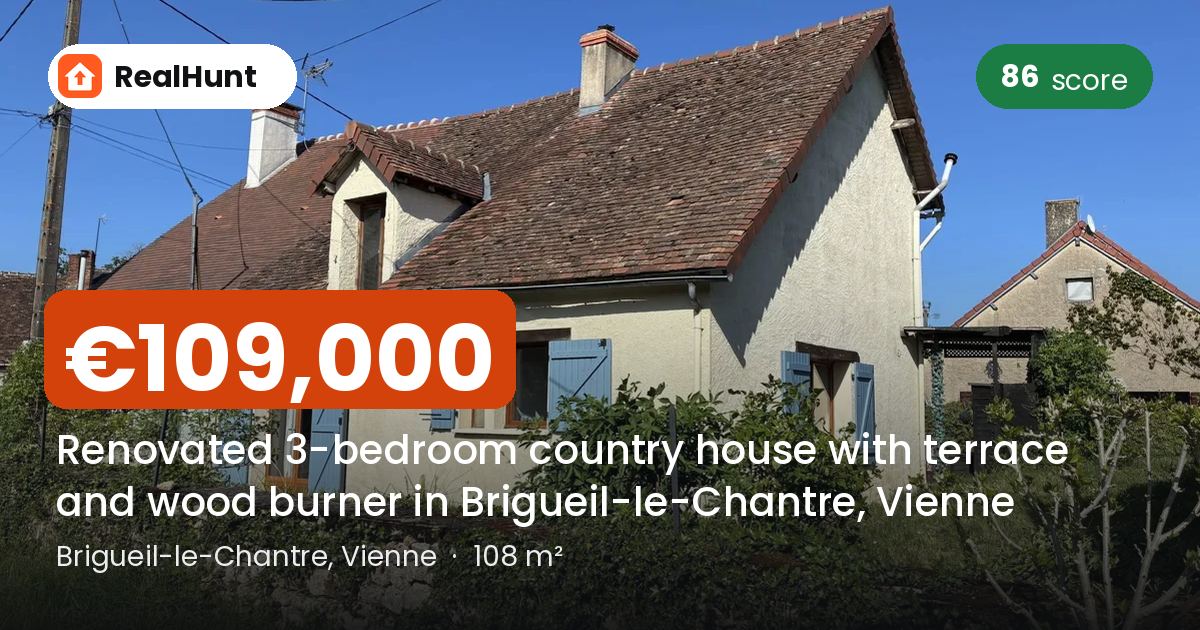 RealHunt
86 score
€109,000
Renovated 3-bedroom country house with terrace
and wood burner in Brigueil-le-Chantre, Vienne
Brigueil-le-Chantre, Vienne · 108 m²